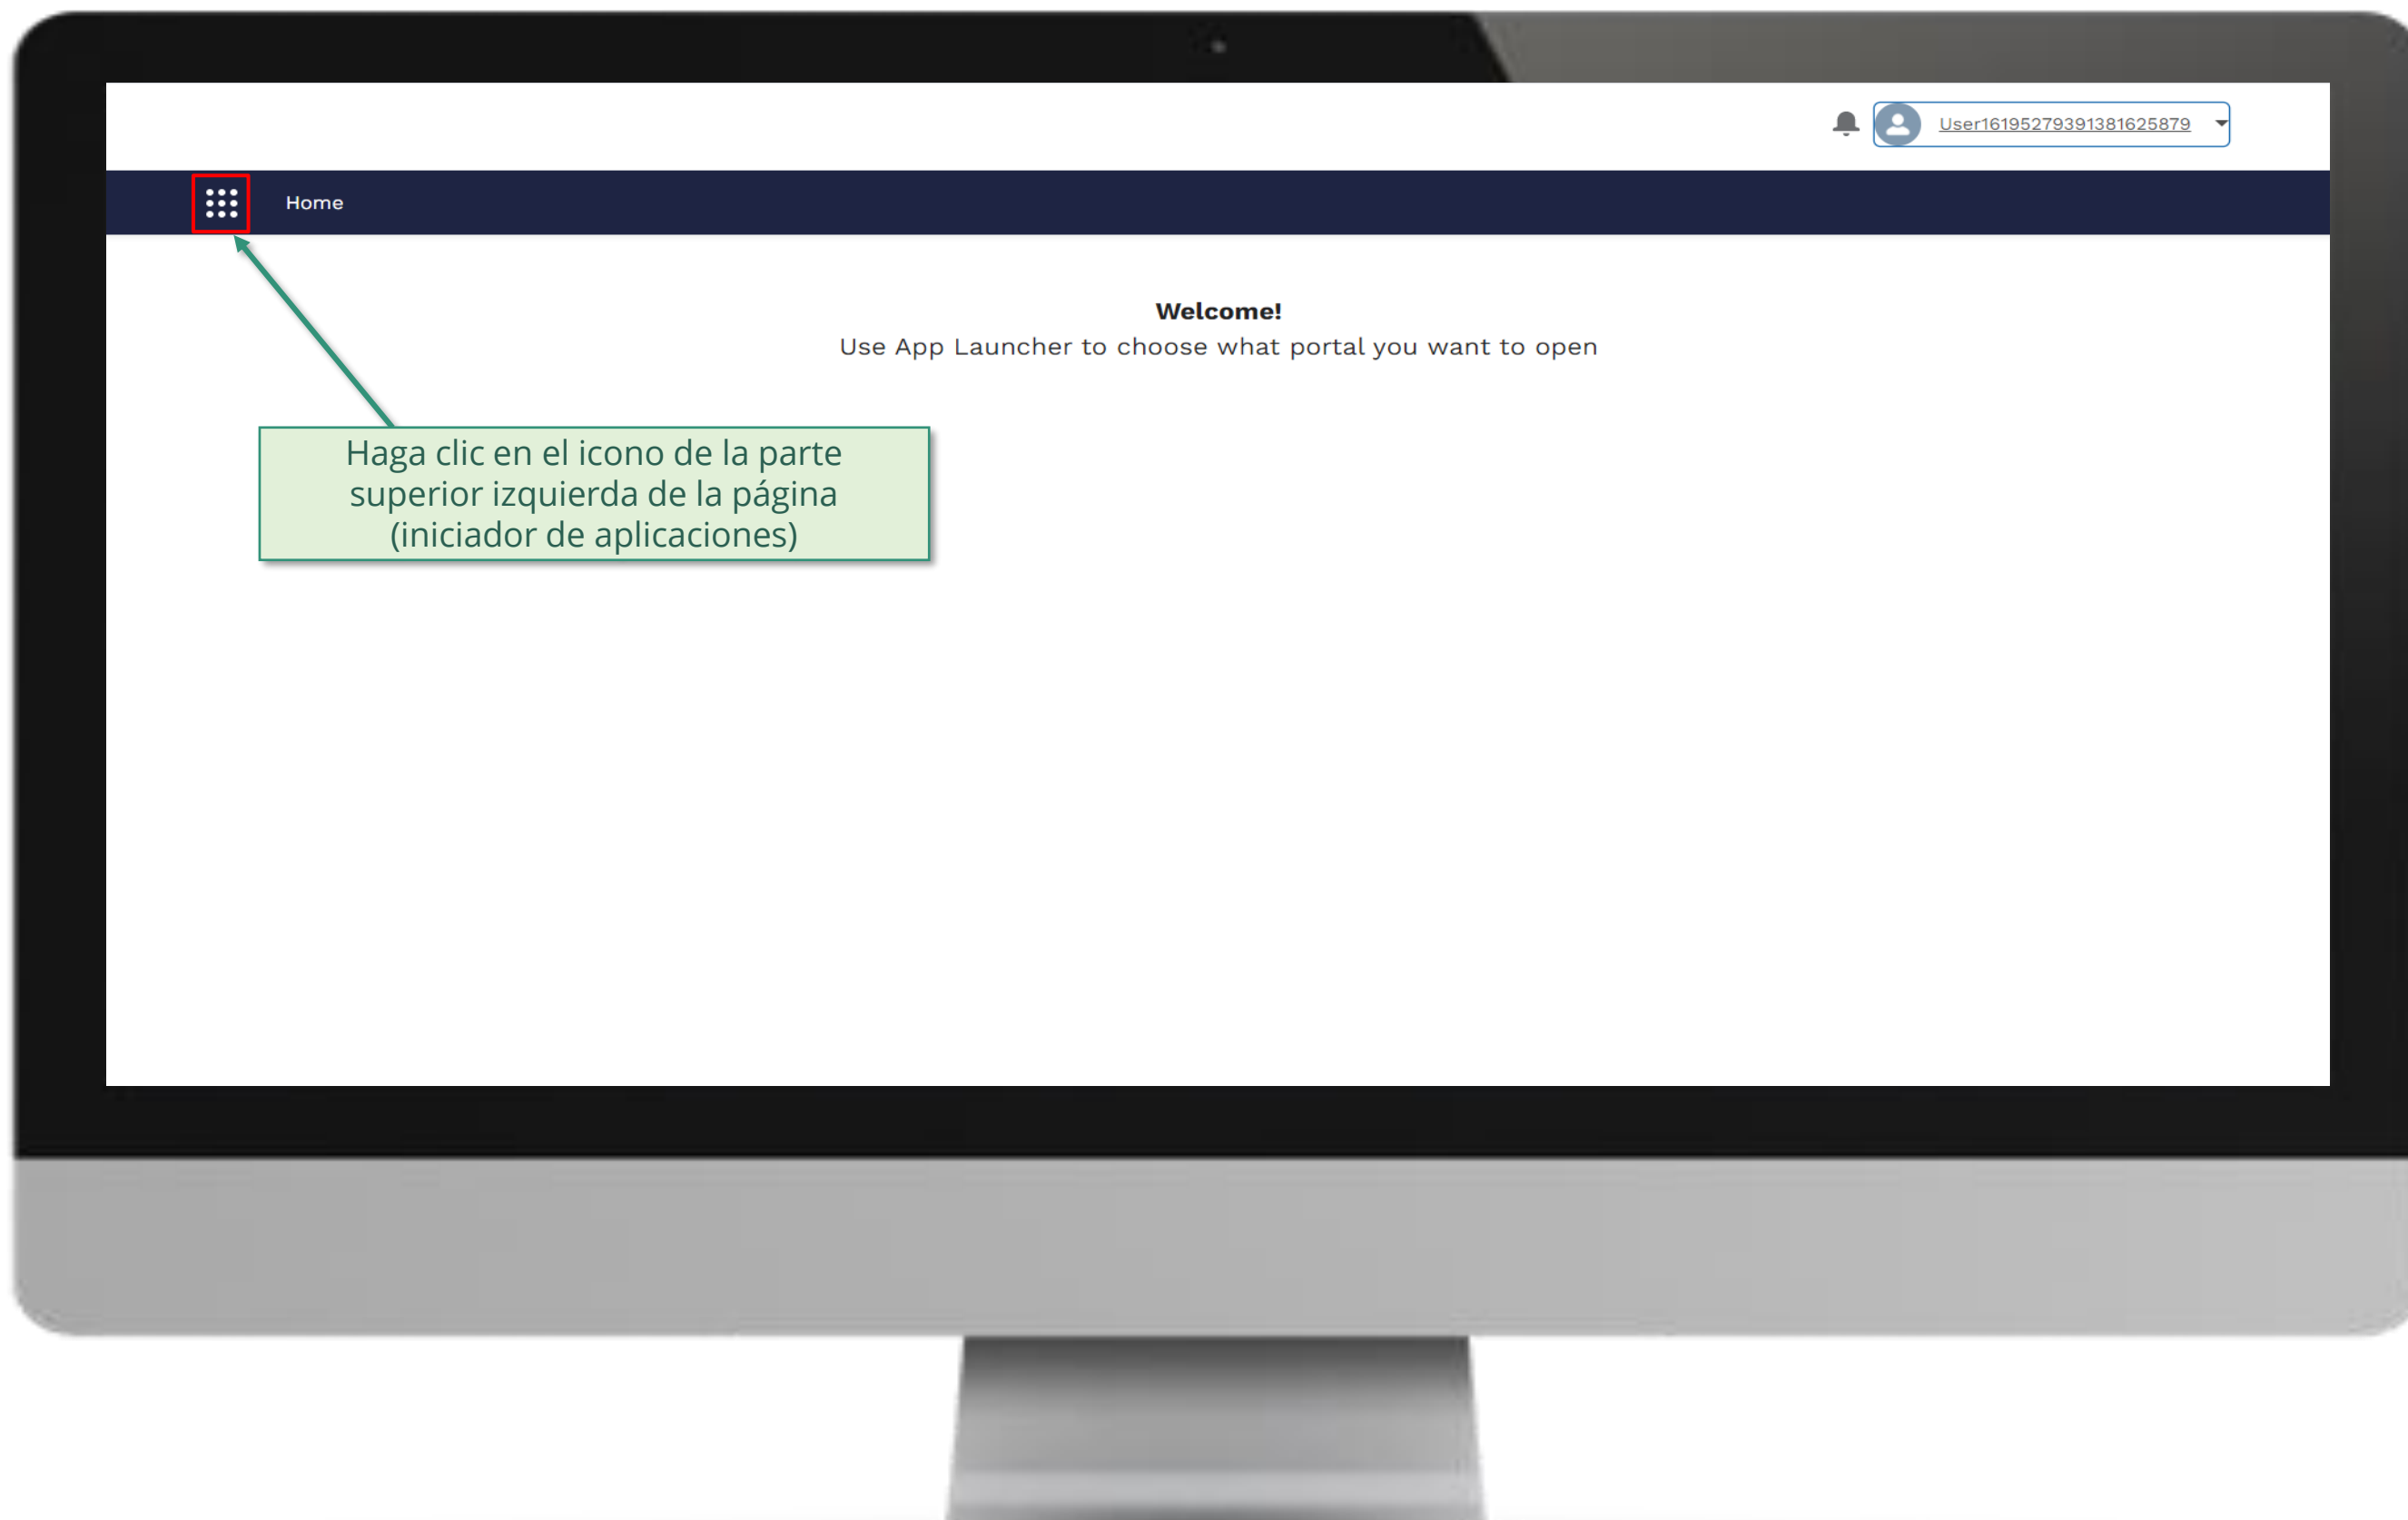 User16195279391381625879
Home
Welcome!
Use App Launcher to choose what portal you want to open
Haga clic en el icono de la parte
superior izquierda de la página
(iniciador de aplicaciones)